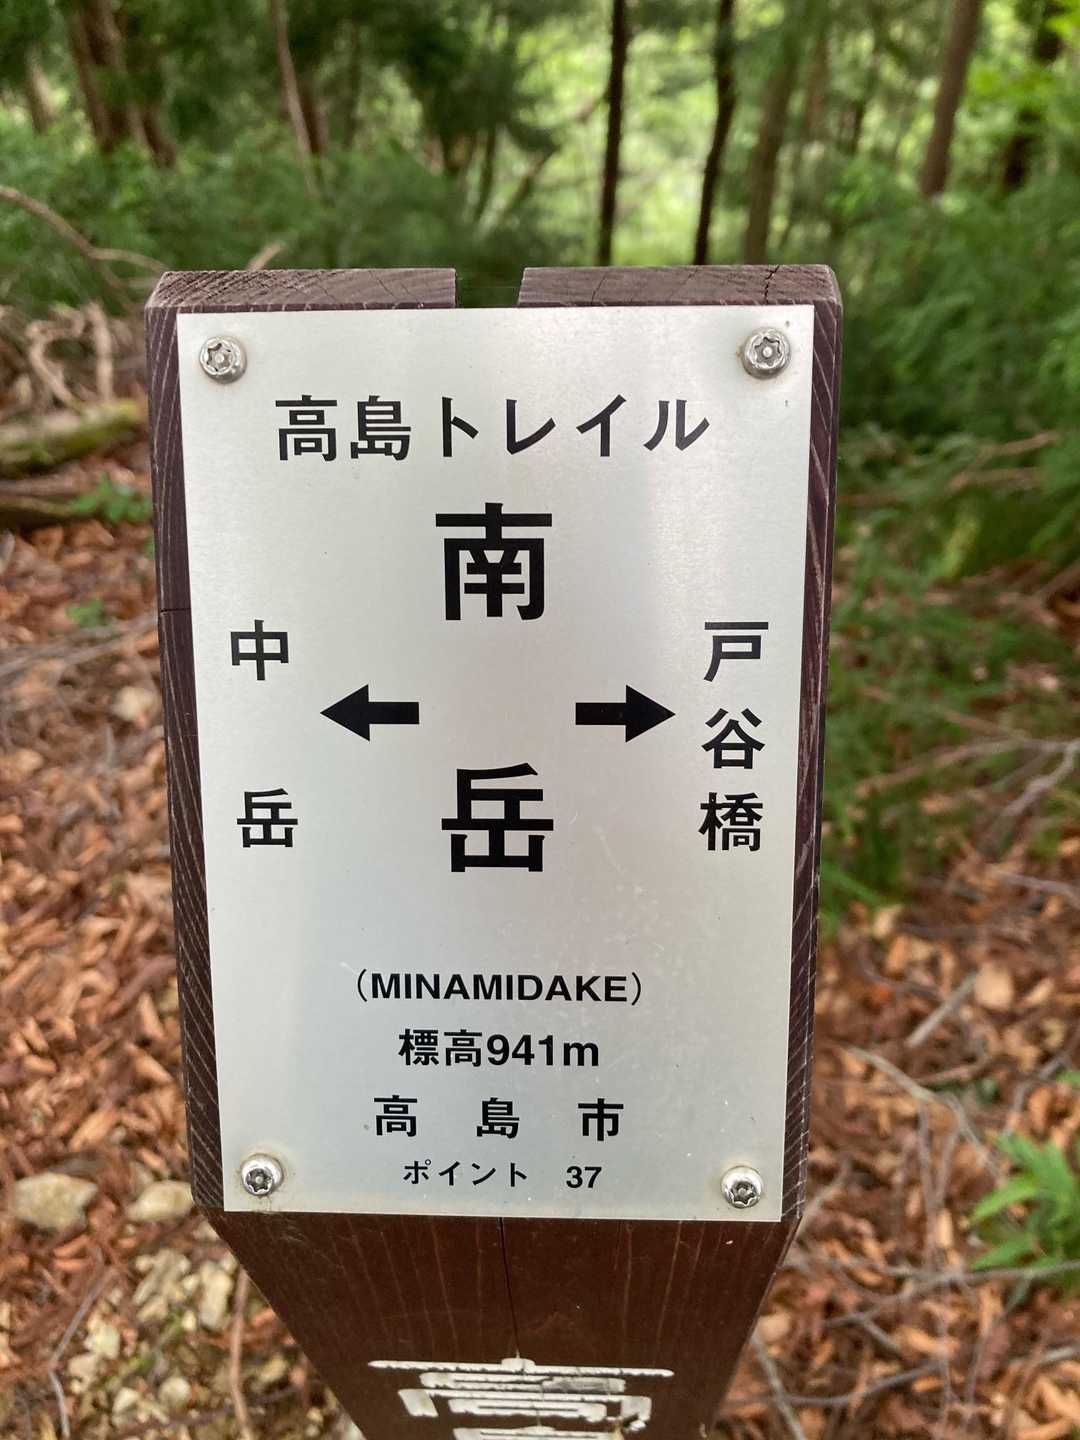 高島トレイル
南岳
中岳
←
→
戸谷橋
（MINAMIDAKE）
標高941m
高島市
ポイント 37
高